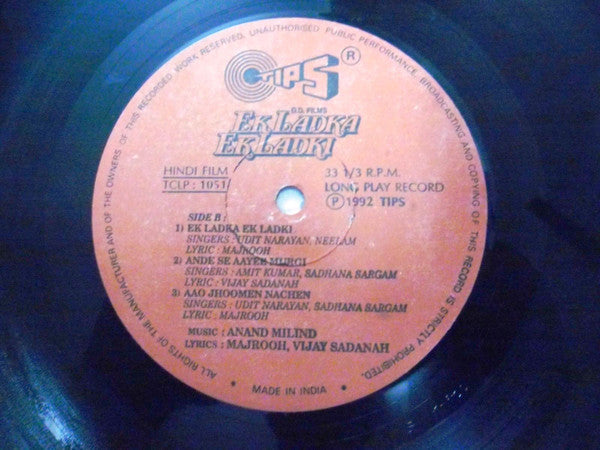 ALL RIGHTS OF THE MANUFACTURER AND OF THE OWNERS OF THIS RECORDED WORK RESERVED. UNAUTHORISED PUBLIC PERFORMANCE, BROADCASTING AND COPYING OF THIS RECORD IS STRICTLY PROHIBITED.
TIPS ®
G.D. FILMS
EK LADKA
EK LADKI
HINDI FILM
TCLP : 1051
33 1/3 R.P.M.
LONG PLAY RECORD
℗ 1992 TIPS
SIDE B :
1) EK LADKA EK LADKI
SINGERS : UDIT NARAYAN, NEELAM
LYRIC : MAJROOH
2) ANDE SE AAYEE MURGI
SINGERS : AMIT KUMAR, SADHANA SARGAM
LYRIC : VIJAY SADANAH
3) AAO JHOOMEN NACHEN
SINGERS : UDIT NARAYAN, SADHANA SARGAM
LYRIC : MAJROOH
MUSIC : ANAND MILIND
LYRICS : MAJROOH, VIJAY SADANAH
• MADE IN INDIA •